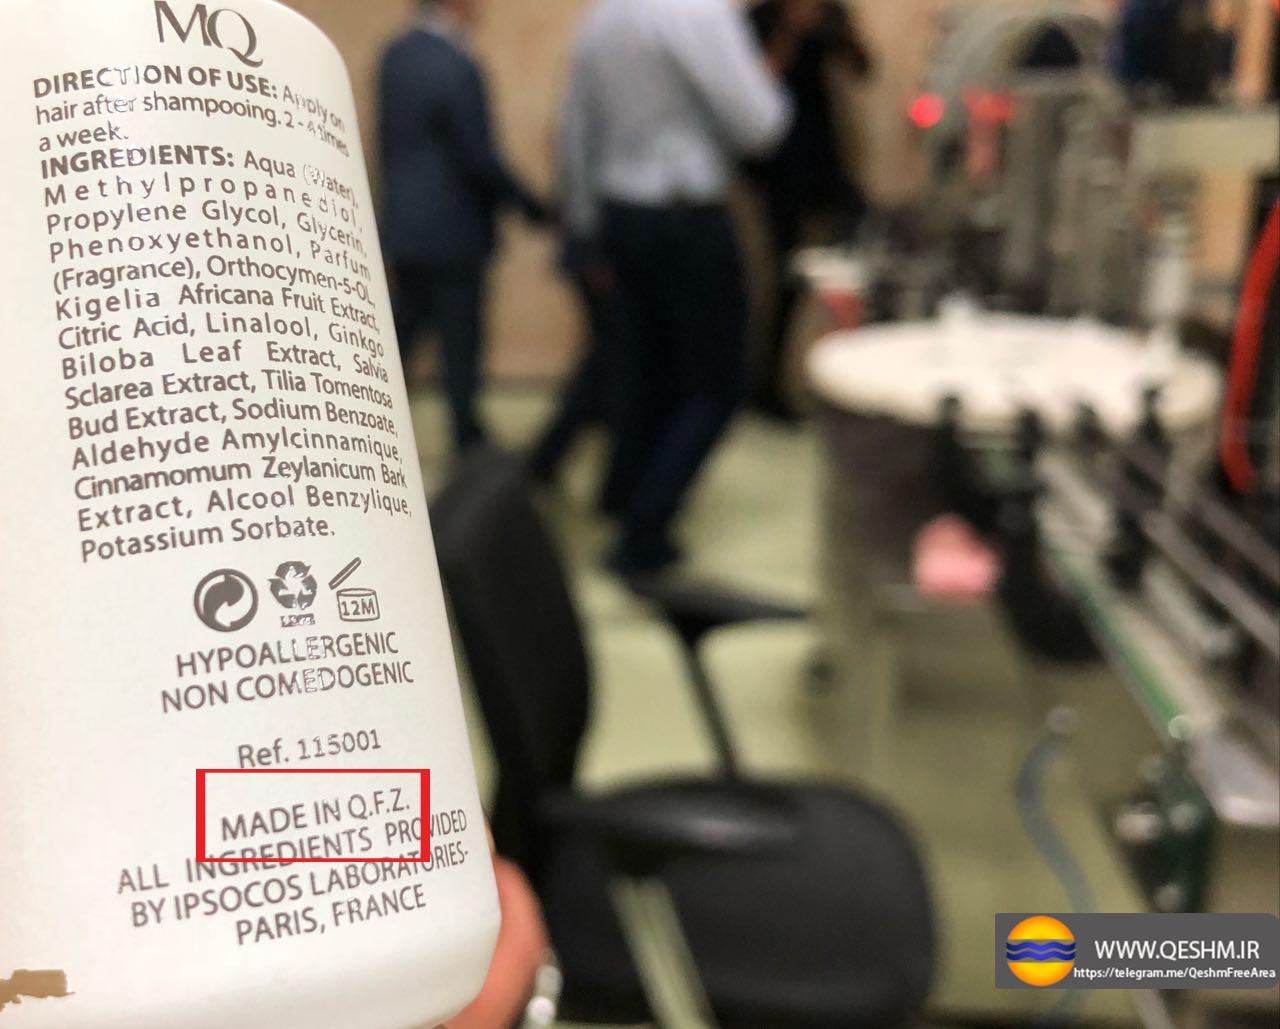 MQ
DIRECTION OF USE: Apply on
hair after shampooing. 2 - 4 times
a week.
INGREDIENTS: Aqua (Water),
Methylpropanediol,
Propylene Glycol, Glycerin,
Phenoxyethanol, Parfum
(Fragrance), Orthocymen-5-OL,
Kigelia Africana Fruit Extract,
Citric Acid, Linalool, Ginkgo
Biloba Leaf Extract, Salvia
Sclarea Extract, Tilia Tomentosa
Bud Extract, Sodium Benzoate,
Aldehyde Amylcinnamique,
Cinnamomum Zeylanicum Bark
Extract, Alcool Benzylique,
Potassium Sorbate.
12M
HYPOALLERGENIC
NON COMEDOGENIC
Ref. 115001
MADE IN Q.F.Z.
ALL INGREDIENTS PROVIDED
BY IPSOCOS LABORATORIES-
PARIS, FRANCE
WWW.QESHM.IR
https://telegram.me/QeshmFreeArea